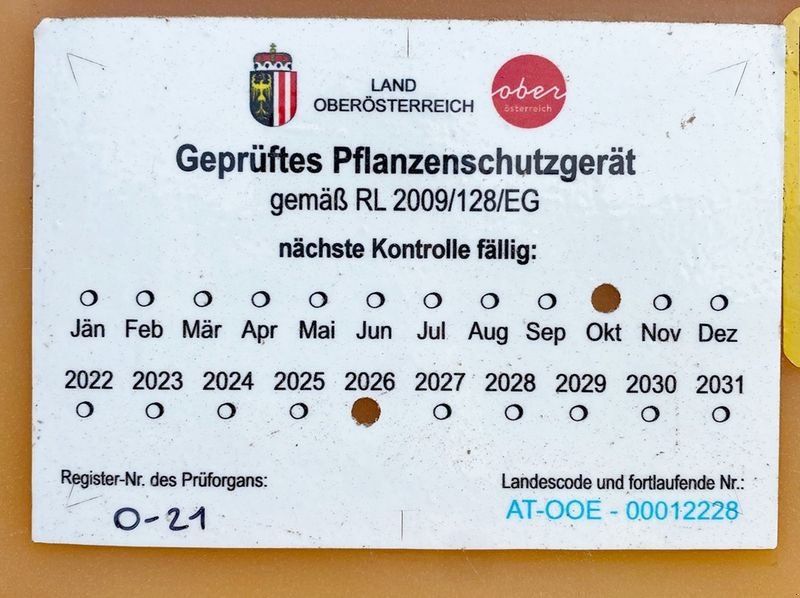 LAND
OBERÖSTERREICH
ober
österreich
Geprüftes Pflanzenschutzgerät
gemäß RL 2009/128/EG
nächste Kontrolle fällig:
Jän Feb Mär Apr Mai Jun Jul Aug Sep Okt Nov Dez
2022 2023 2024 2025 2026 2027 2028 2029 2030 2031
Register-Nr. des Prüforgans:
O-21
Landescode und fortlaufende Nr.:
AT-OOE - 00012228